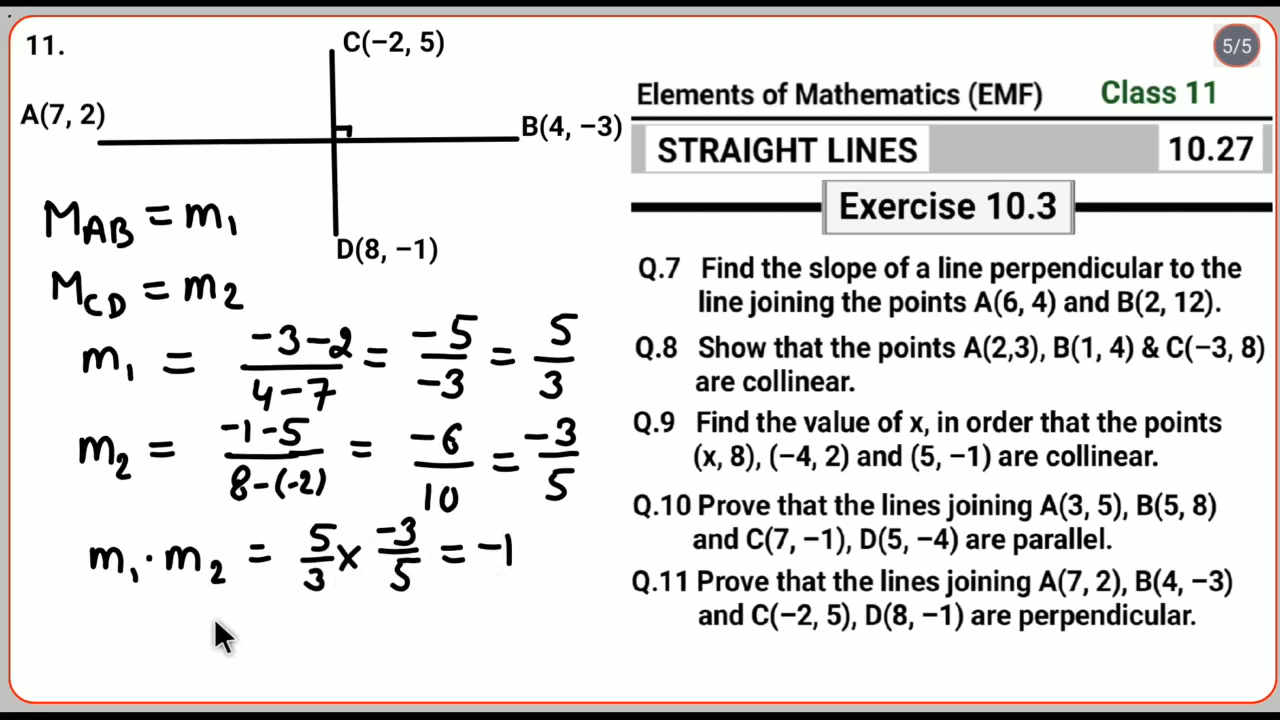 11.
C(−2, 5)
A(7, 2)
B(4, −3)
D(8, −1)
M_AB = m₁
M_CD = m₂
m₁ = (-3-2)/(4-7) = -5/-3 = 5/3
m₂ = (-1-5)/(8-(-2)) = -6/10 = -3/5
m₁ · m₂ = 5/3 × -3/5 = -1
5/5
Elements of Mathematics (EMF) Class 11
STRAIGHT LINES 10.27
Exercise 10.3
Q.7 Find the slope of a line perpendicular to the
line joining the points A(6, 4) and B(2, 12).
Q.8 Show that the points A(2,3), B(1, 4) & C(−3, 8)
are collinear.
Q.9 Find the value of x, in order that the points
(x, 8), (−4, 2) and (5, −1) are collinear.
Q.10 Prove that the lines joining A(3, 5), B(5, 8)
and C(7, −1), D(5, −4) are parallel.
Q.11 Prove that the lines joining A(7, 2), B(4, −3)
and C(−2, 5), D(8, −1) are perpendicular.